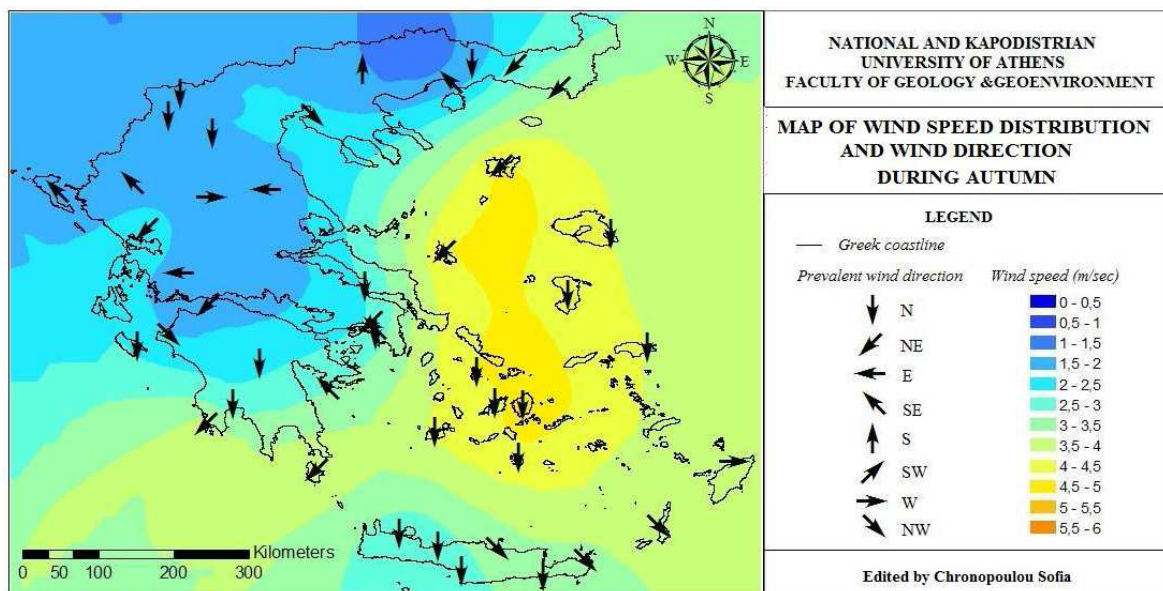 N
W E
S
Kilometers
0 50 100 200 300
NATIONAL AND KAPODISTRIAN
UNIVERSITY OF ATHENS
FACULTY OF GEOLOGY &GEOENVIRONMENT
MAP OF WIND SPEED DISTRIBUTION
AND WIND DIRECTION
DURING AUTUMN
LEGEND
Greek coastline
Prevalent wind direction Wind speed (m/sec)
N
NE
E
SE
S
SW
W
NW
0 - 0,5
0,5 - 1
1 - 1,5
1,5 - 2
2 - 2,5
2,5 - 3
3 - 3,5
3,5 - 4
4 - 4,5
4,5 - 5
5 - 5,5
5,5 - 6
Edited by Chronopoulou Sofia